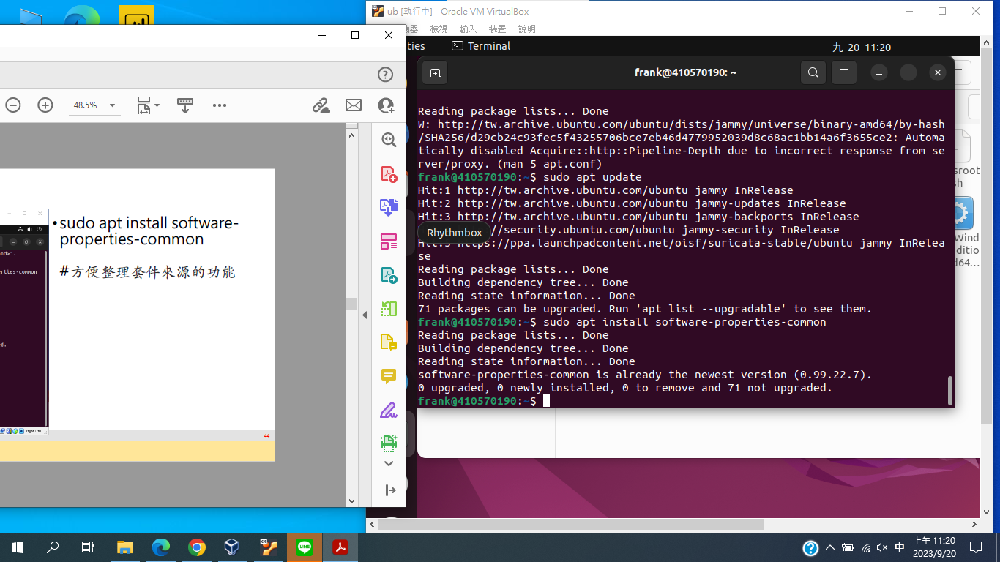 ub [執行中] - Oracle VM VirtualBox
檢視 輸入 裝置 說明
Terminal
九 20 11:20
frank@410570190: ~
48.5%
Reading package lists... Done
W: http://tw.archive.ubuntu.com/ubuntu/dists/jammy/universe/binary-amd64/by-hash
/SHA256/d29cb24c93fec5f43255706bce7eb46d4779952039d8c68ac1bb14a6f3655ce2: Automa
tically disabled Acquire::http::Pipeline-Depth due to incorrect response from se
rver/proxy. (man 5 apt.conf)
frank@410570190:~$ sudo apt update
Hit:1 http://tw.archive.ubuntu.com/ubuntu jammy InRelease
Hit:2 http://tw.archive.ubuntu.com/ubuntu jammy-updates InRelease
Hit:3 http://tw.archive.ubuntu.com/ubuntu jammy-backports InRelease
Rhythmbox
//security.ubuntu.com/ubuntu jammy-security InRelease
https://ppa.launchpadcontent.net/oisf/suricata-stable/ubuntu jammy InRelea
se
Reading package lists... Done
Building dependency tree... Done
Reading state information... Done
71 packages can be upgraded. Run 'apt list --upgradable' to see them.
frank@410570190:~$ sudo apt install software-properties-common
Reading package lists... Done
Building dependency tree... Done
Reading state information... Done
software-properties-common is already the newest version (0.99.22.7).
0 upgraded, 0 newly installed, 0 to remove and 71 not upgraded.
frank@410570190:~$
•sudo apt install software-
properties-common
#方便整理套件來源的功能
Right Ctrl
44
LINE
中
上午 11:20
2023/9/20